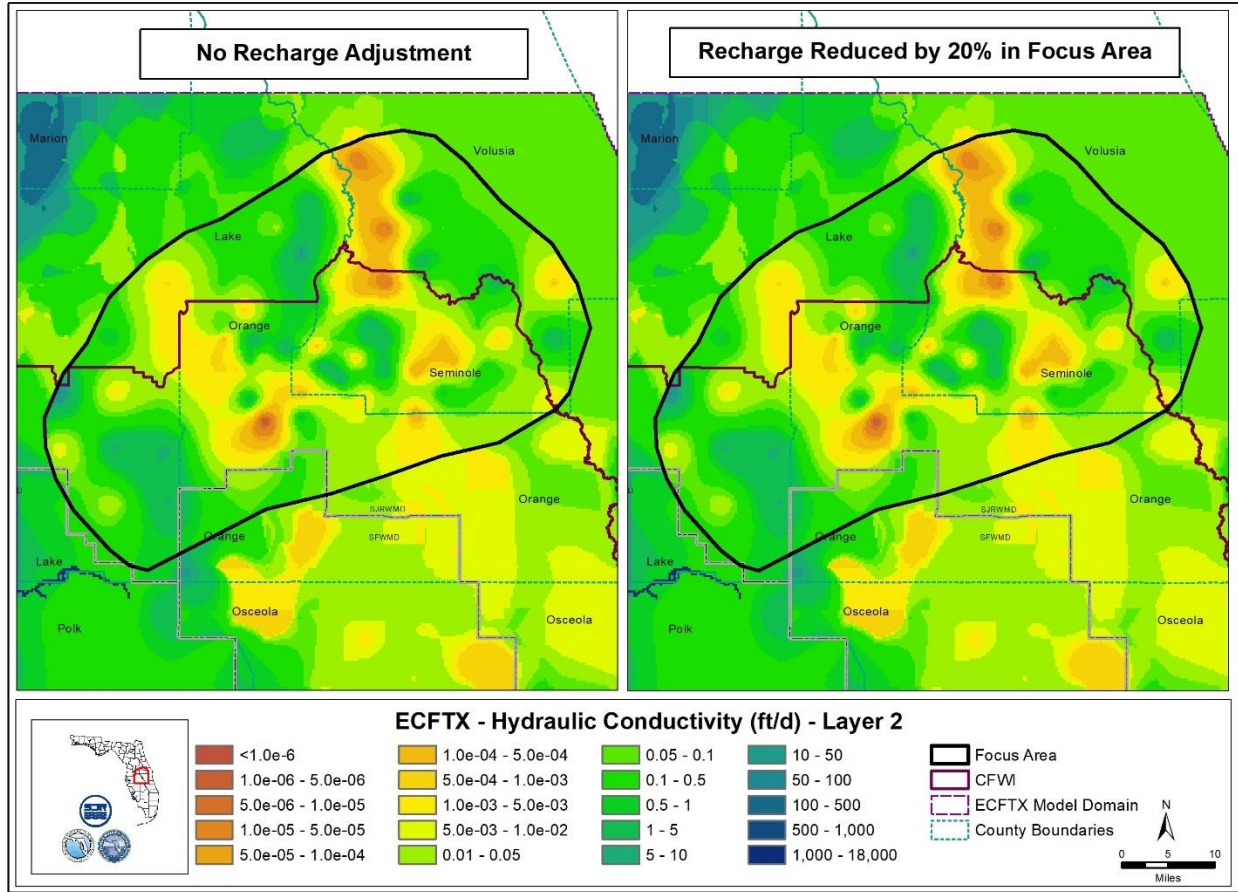 No Recharge Adjustment
Marion
Volusia
Lake
Orange
Seminole
Orange
SJRWMD
SFWMD
Orange
Lake
Osceola
Osceola
Polk
Recharge Reduced by 20% in Focus Area
Marion
Volusia
Lake
Orange
Seminole
Orange
SJRWMD
SFWMD
Orange
Lake
Osceola
Osceola
Polk
ECFTX - Hydraulic Conductivity (ft/d) - Layer 2
<1.0e-6
1.0e-06 - 5.0e-06
5.0e-06 - 1.0e-05
1.0e-05 - 5.0e-05
5.0e-05 - 1.0e-04
1.0e-04 - 5.0e-04
5.0e-04 - 1.0e-03
1.0e-03 - 5.0e-03
5.0e-03 - 1.0e-02
0.01 - 0.05
0.05 - 0.1
0.1 - 0.5
0.5 - 1
1 - 5
5 - 10
10 - 50
50 - 100
100 - 500
500 - 1,000
1,000 - 18,000
Focus Area
CFWI
ECFTX Model Domain
County Boundaries
N
0 5 10
Miles